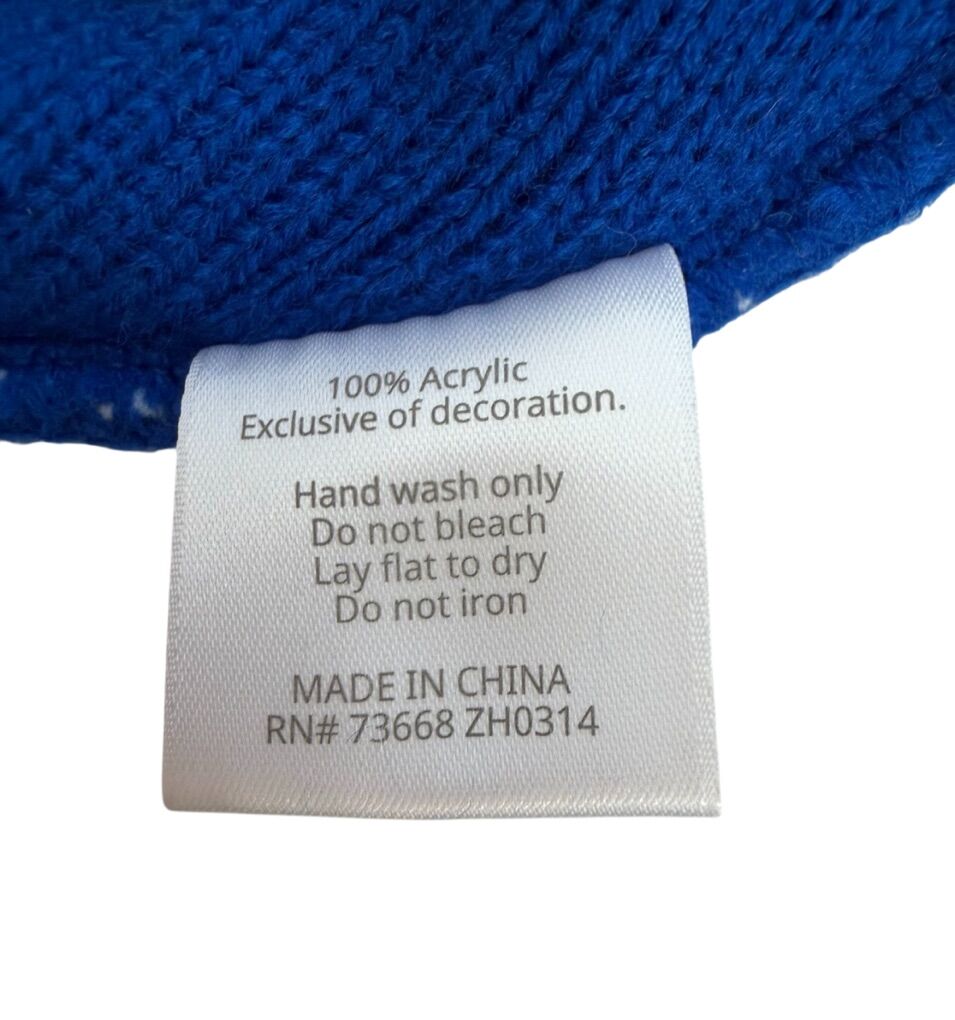 100% Acrylic
Exclusive of decoration.
Hand wash only
Do not bleach
Lay flat to dry
Do not iron
MADE IN CHINA
RN# 73668 ZH0314